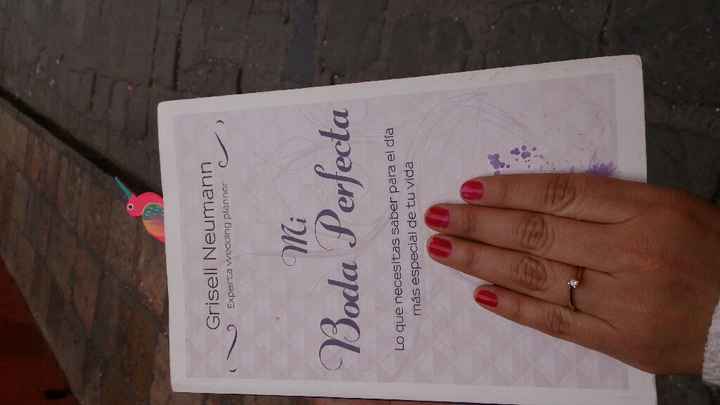 Grisell Neumann
Experta wedding planner
Mi
Boda Perfecta
Lo que necesitas saber para el día
más especial de tu vida